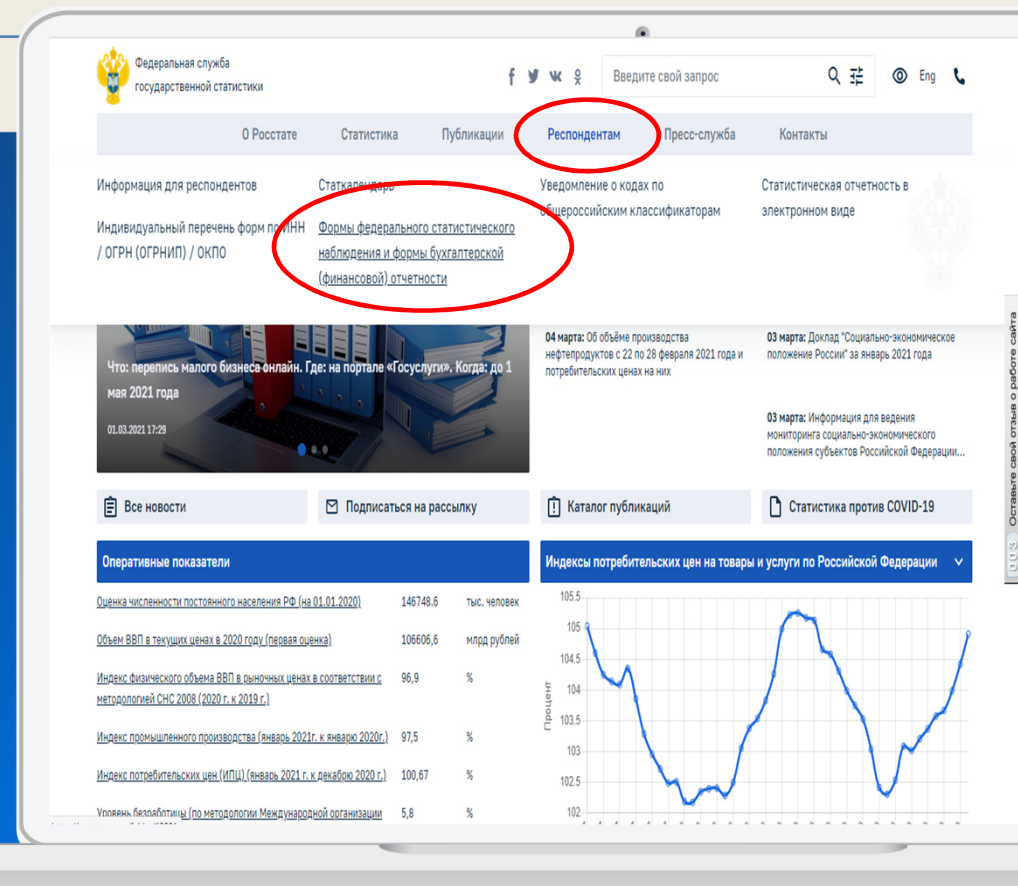 Федеральная служба
государственной статистики
Введите свой запрос
Eng
О Росстате Статистика Публикации Респондентам Пресс-служба Контакты
Информация для респондентов
Индивидуальный перечень форм по ИНН
/ ОГРН (ОГРНИП) / ОКПО
Статкалендарь
Формы федерального статистического
наблюдения и формы бухгалтерской
(финансовой) отчетности
Уведомление о кодах по
общероссийским классификаторам
Статистическая отчетность в
электронном виде
Что: перепись малого бизнеса онлайн. Где: на портале «Госуслуги». Когда: до 1
мая 2021 года
01.03.2021 17:29
04 марта: Об объёме производства
нефтепродуктов с 22 по 28 февраля 2021 года и
потребительских ценах на них
03 марта: Доклад "Социально-экономическое
положение России" за январь 2021 года
03 марта: Информация для ведения
мониторинга социально-экономического
положения субъектов Российской Федерации...
Оставьте свой отзыв о работе сайта
Все новости
Подписаться на рассылку
Каталог публикаций
Статистика против COVID-19
Оперативные показатели
Оценка численности постоянного населения РФ (на 01.01.2020) 146748.6 тыс. человек
Объем ВВП в текущих ценах в 2020 году (первая оценка) 106606,6 млрд рублей
Индекс физического объема ВВП в рыночных ценах в соответствии с 96,9 %
методологией СНС 2008 (2020 г. к 2019 г.)
Индекс промышленного производства (январь 2021г. к январю 2020г.) 97,5 %
Индекс потребительских цен (ИПЦ) (январь 2021 г. к декабрю 2020 г.) 100,67 %
Уровень безработицы (по методологии Международной организации 5,8 %
Индексы потребительских цен на товары и услуги по Российской Федерации
Процент
105.5
105
104.5
104
103.5
103
102.5
102